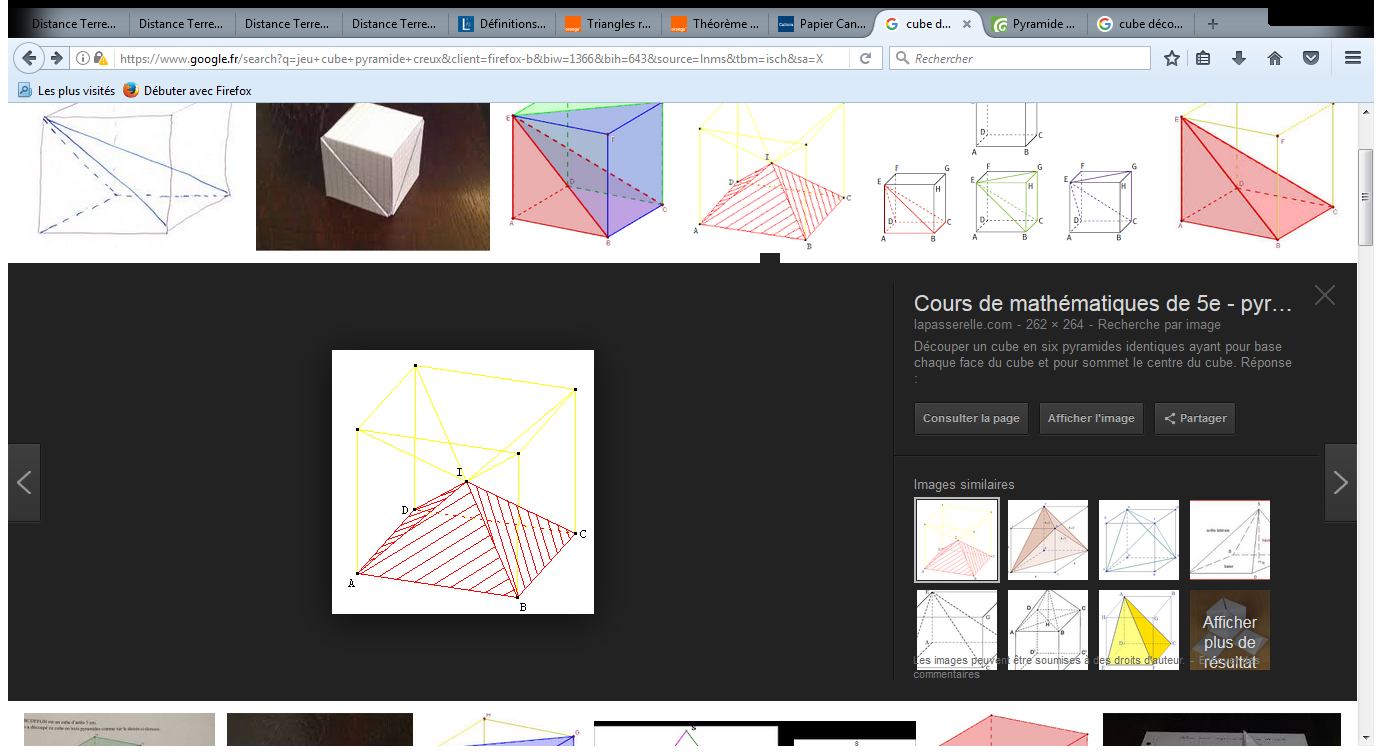 Distance Terre...
Distance Terre...
Distance Terre...
Distance Terre...
Définitions...
Triangles r...
Théorème ...
Papier Can...
cube d...
Pyramide ...
cube déco...
https://www.google.fr/search?q=jeu+cube+pyramide+creux&client=firefox-b&biw=1366&bih=643&source=lnms&tbm=isch&sa=X
Rechercher
Les plus visités
Débuter avec Firefox
E
F
D
C
A
B
I
D
C
A
B
D
C
A
B
F
G
E
H
D
C
A
B
F
G
E
H
D
C
A
B
F
G
E
H
D
C
A
B
E
F
D
C
A
B
I
D
C
A
B
Cours de mathématiques de 5e - pyr...
lapasserelle.com - 262 × 264 - Recherche par image
Découper un cube en six pyramides identiques ayant pour base
chaque face du cube et pour sommet le centre du cube. Réponse
:
Consulter la page
Afficher l'image
Partager
Images similaires
Afficher
plus de
résultat
Les images peuvent être soumises à des droits d'auteur.
commentaires
H
G
S